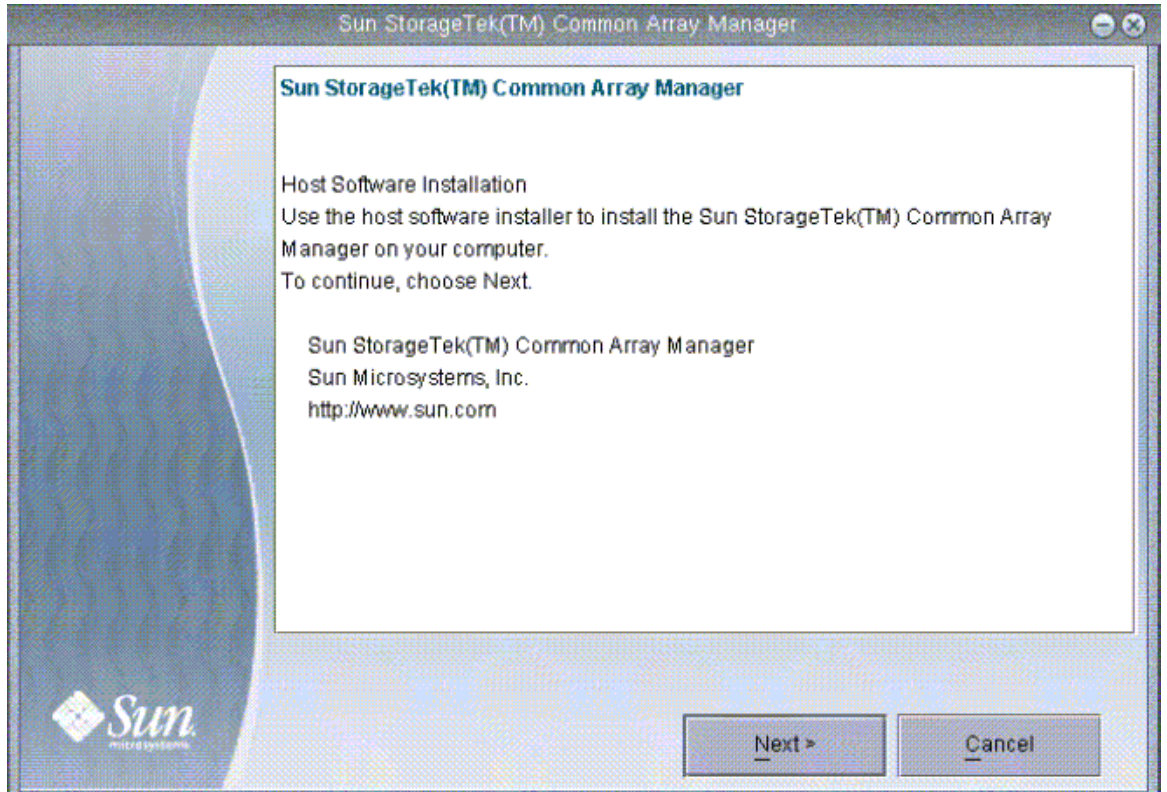 Sun StorageTek(TM) Common Array Manager
Sun StorageTek(TM) Common Array Manager
Host Software Installation
Use the host software installer to install the Sun StorageTek(TM) Common Array
Manager on your computer.
To continue, choose Next.
Sun StorageTek(TM) Common Array Manager
Sun Microsystems, Inc.
http://www.sun.com
Sun
microsystems
Next >
Cancel